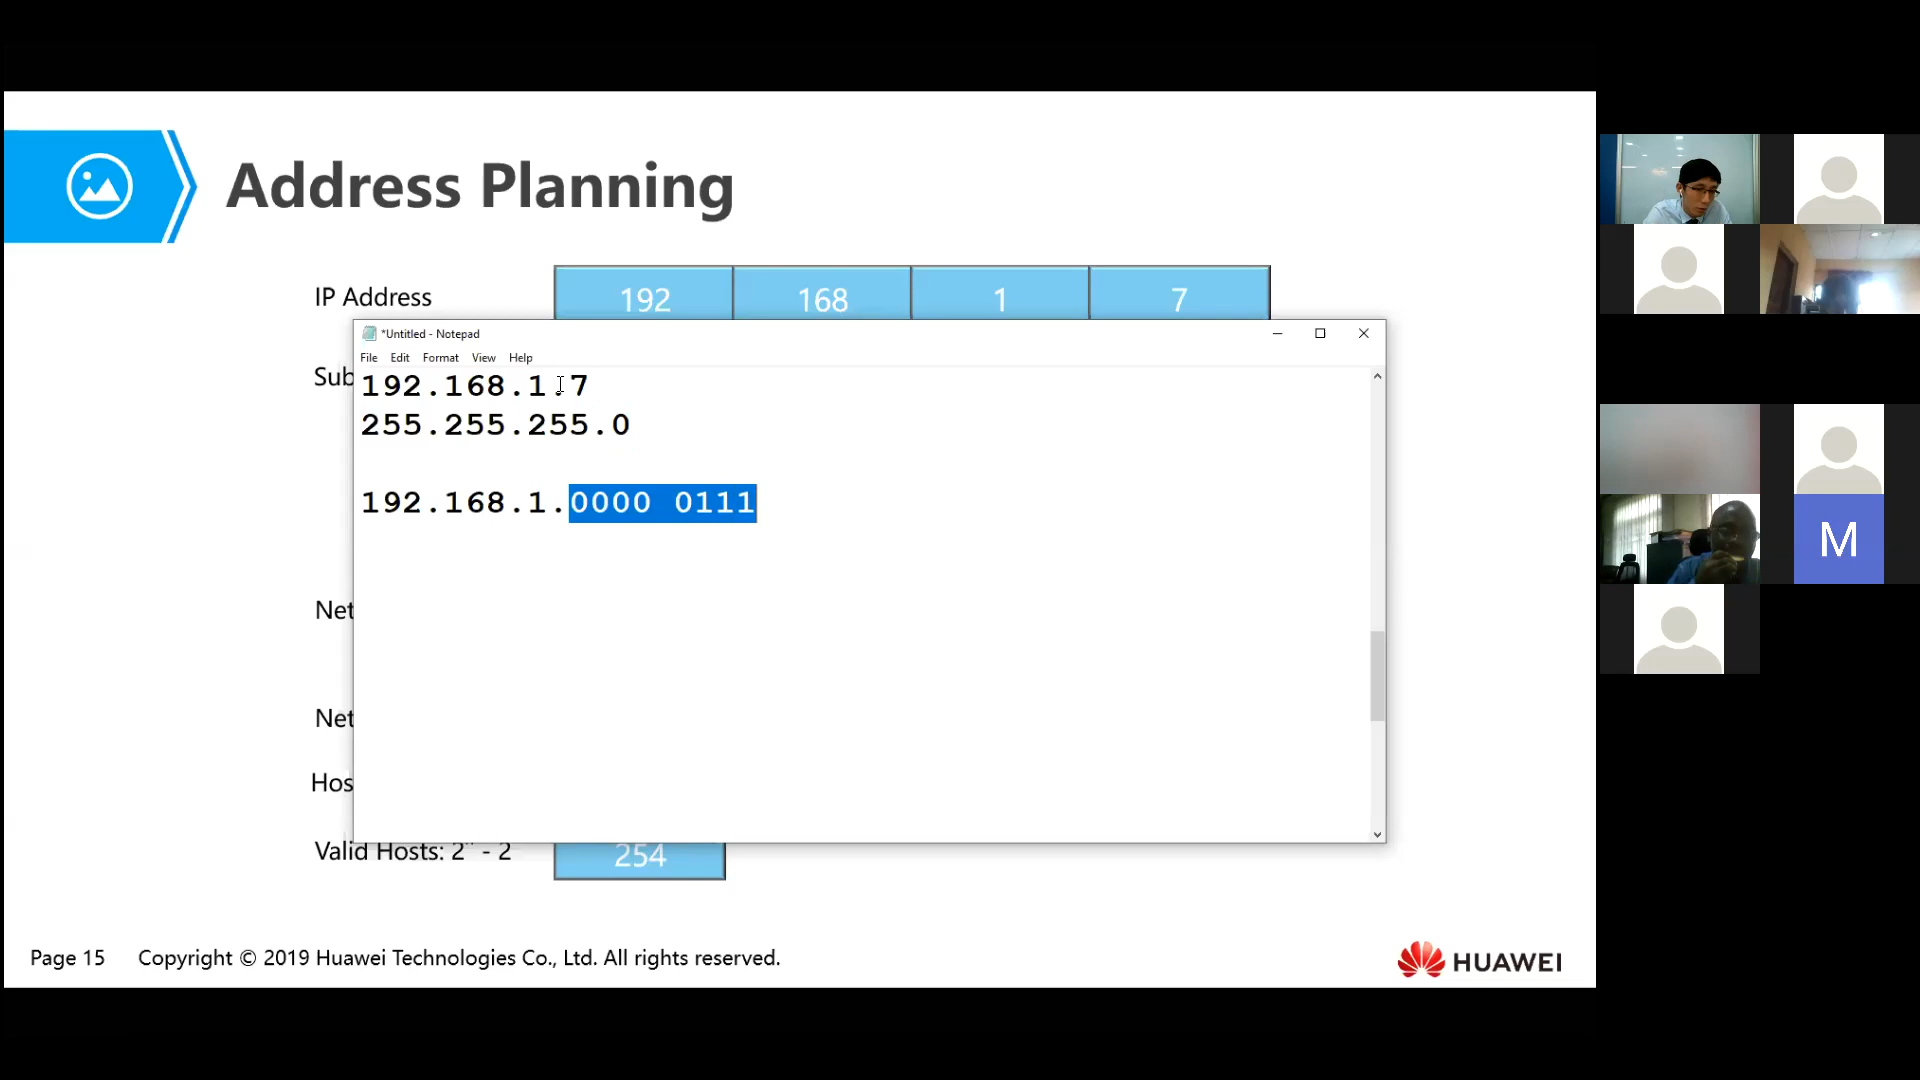 Address Planning
IP Address
192 168 1 7
*Untitled - Notepad
File Edit Format View Help
Sub
192.168.1.7
255.255.255.0
192.168.1.0000 0111
Net
Net
Hos
Valid Hosts: 2ⁿ - 2
254
M
Page 15 Copyright © 2019 Huawei Technologies Co., Ltd. All rights reserved.
HUAWEI